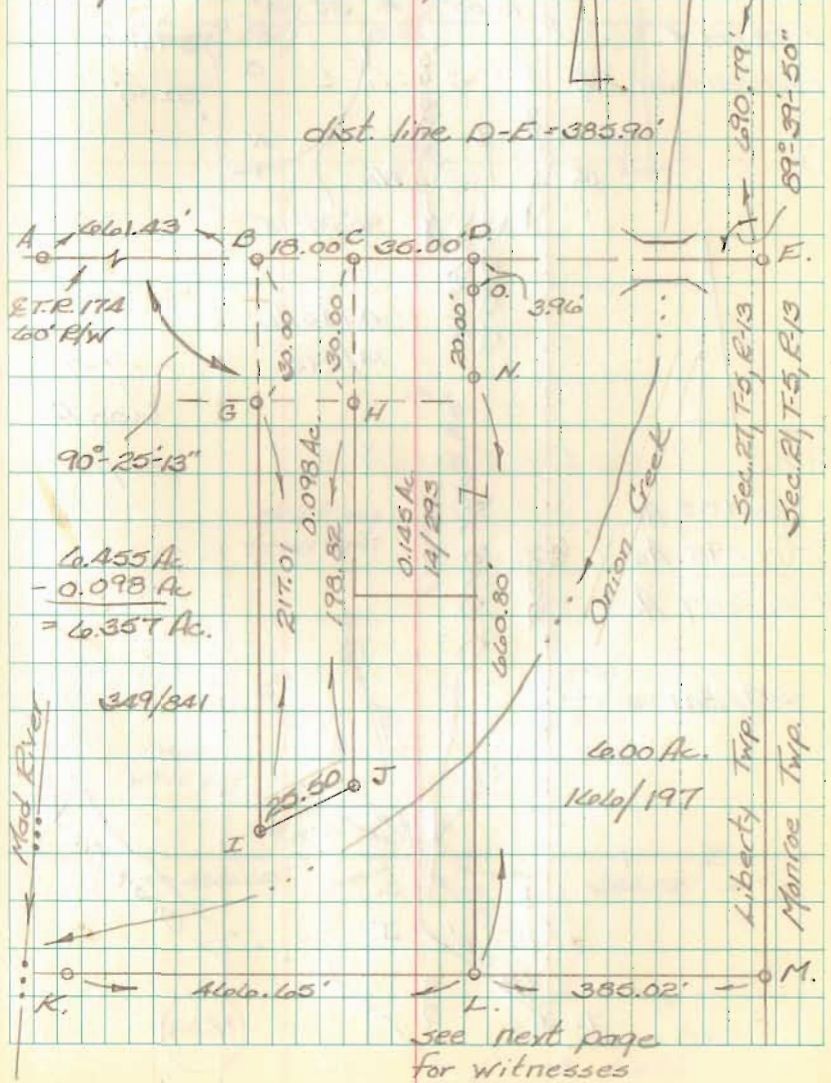 690.79'
89°-39'-50"
dist. line D-E = 385.90'
A 661.43' B 18.00' C 35.00' D. E.
O.
3.96'
T.R. 174
60' R/W
30.00'
30.00'
20.00'
N.
G H
90°-25'-13"
6.455 Ac
- 0.098 Ac
= 6.357 Ac.
349/841
217.01
0.098 Ac.
198.82
0.145 Ac.
14/293
660.80'
Onion Creek
Sec. 27, T-5, R-13
Sec. 21, T-5, R-13
25.50
J
I
6.00 Ac.
166/197
Mad River
Liberty Twp.
Monroe Twp.
K. 466.65' L. 385.02' M.
see next page
for witnesses